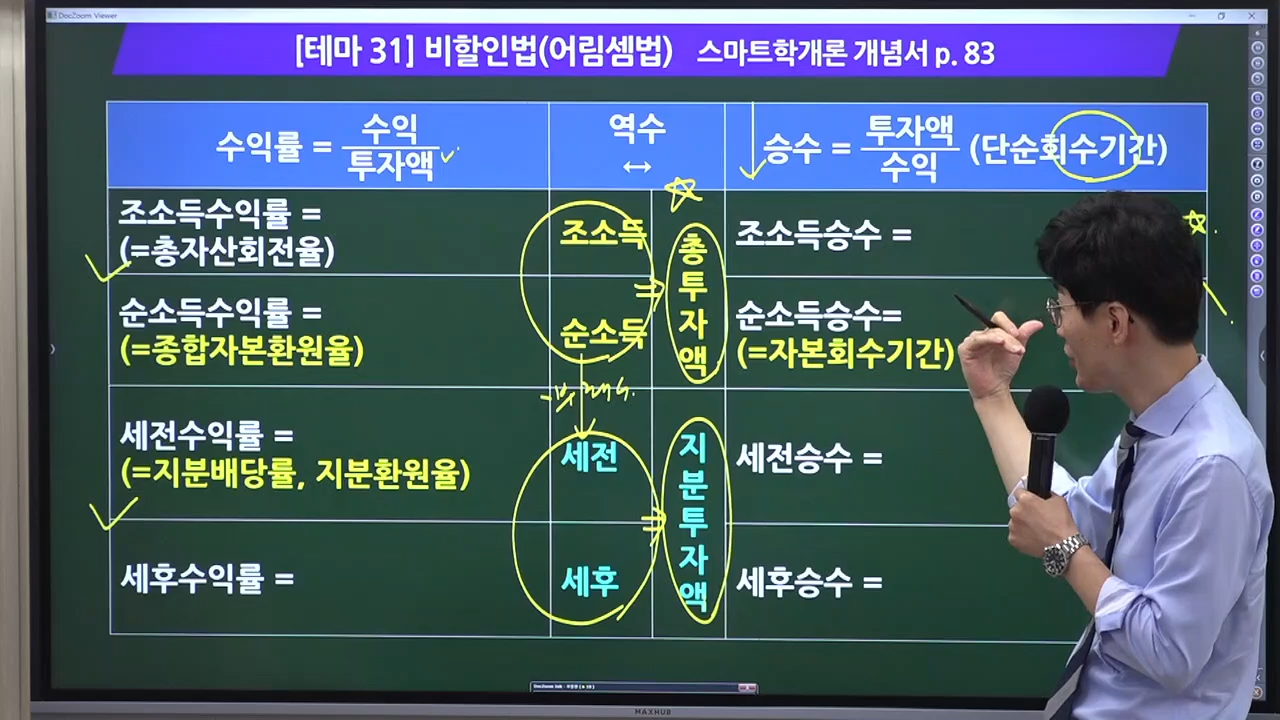 DocZoom Viewer
[테마 31] 비할인법(어림셈법) 스마트학개론 개념서 p. 83
수익률 = 수익 / 투자액
역수
↔
승수 = 투자액 / 수익 (단순회수기간)
조소득수익률 =
(=총자산회전율)
조소득
총투자액
조소득승수 =
순소득수익률 =
(=종합자본환원율)
순소득
순소득승수=
(=자본회수기간)
세전수익률 =
(=지분배당률, 지분환원율)
세전
지분투자액
세전승수 =
세후수익률 =
세후
세후승수 =
MAXHUB